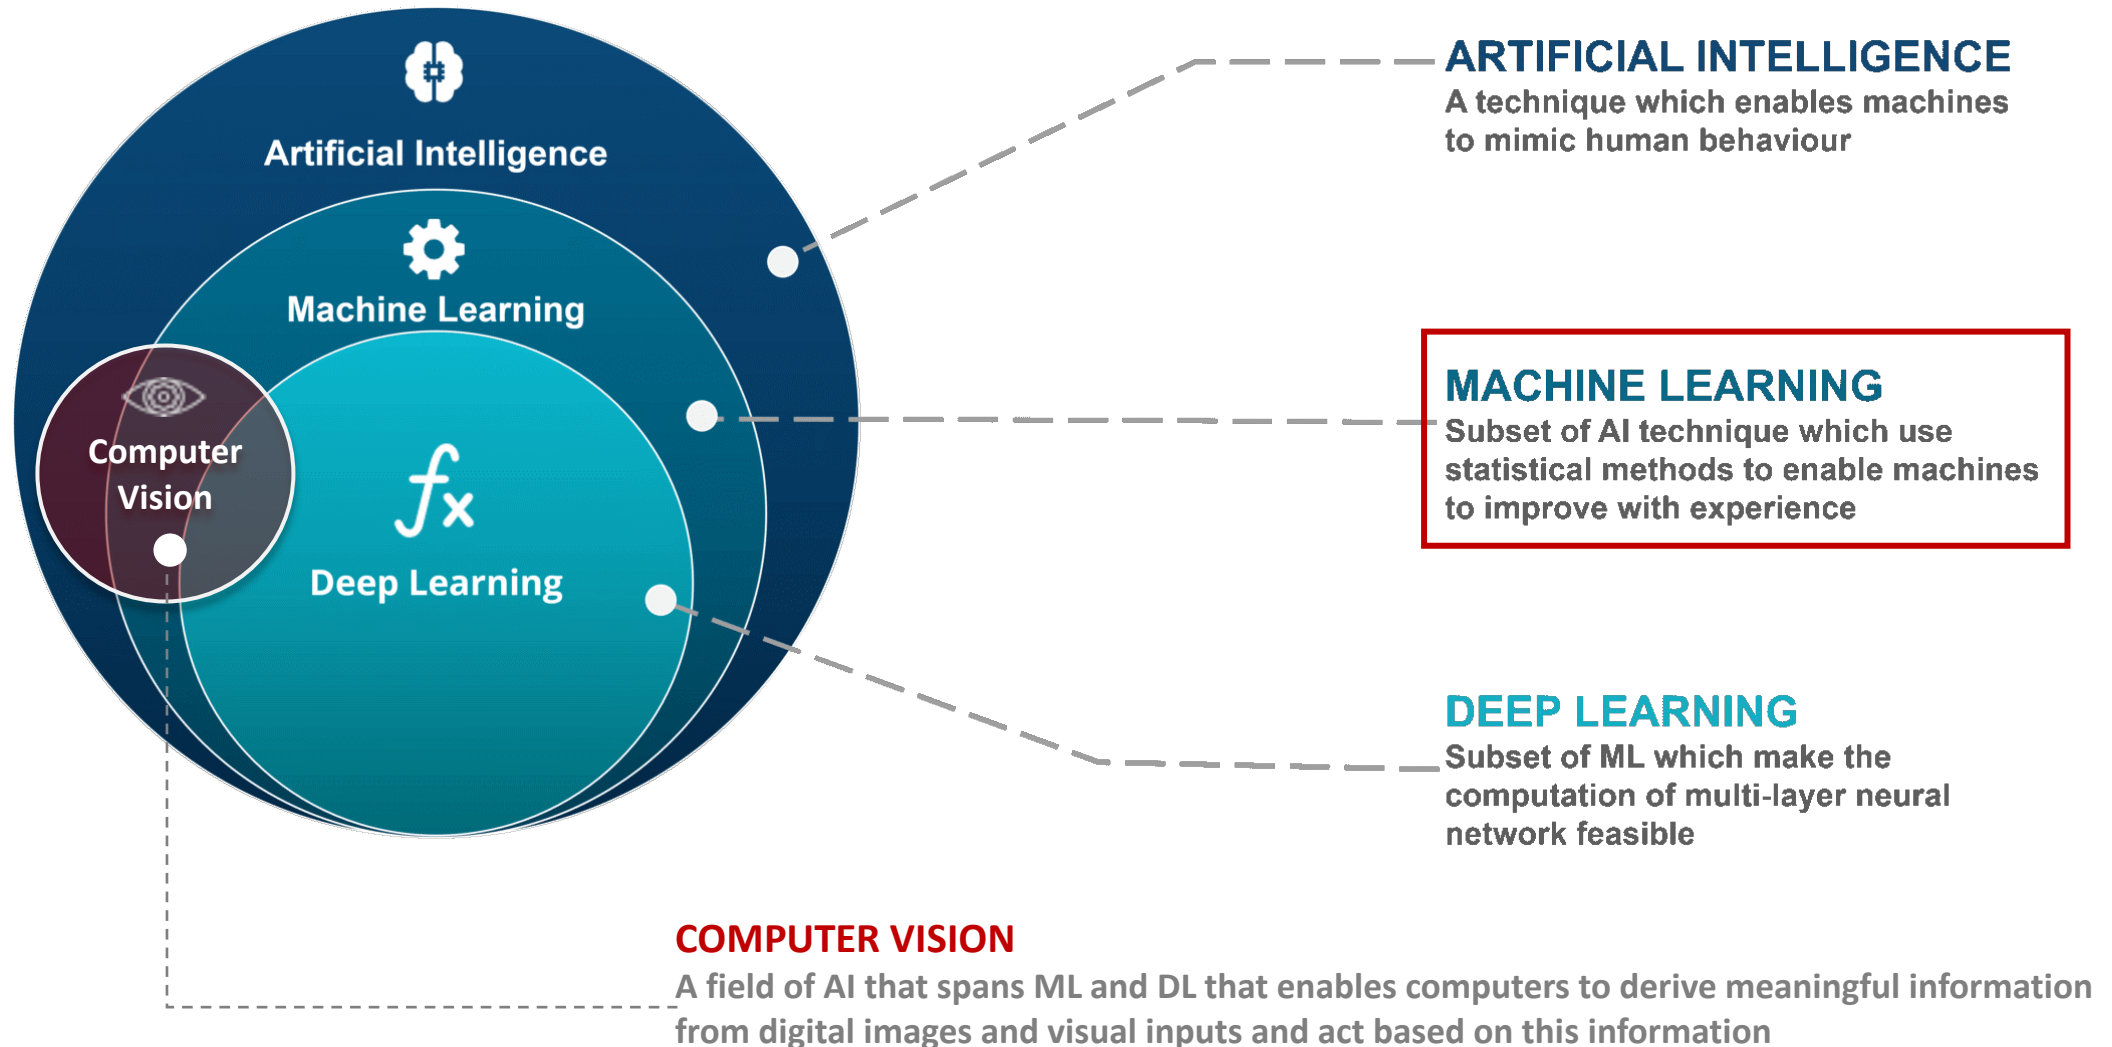 Artificial Intelligence
Machine Learning
Computer
Vision
fx
Deep Learning
ARTIFICIAL INTELLIGENCE
A technique which enables machines
to mimic human behaviour
MACHINE LEARNING
Subset of AI technique which use
statistical methods to enable machines
to improve with experience
DEEP LEARNING
Subset of ML which make the
computation of multi-layer neural
network feasible
COMPUTER VISION
A field of AI that spans ML and DL that enables computers to derive meaningful information
from digital images and visual inputs and act based on this information